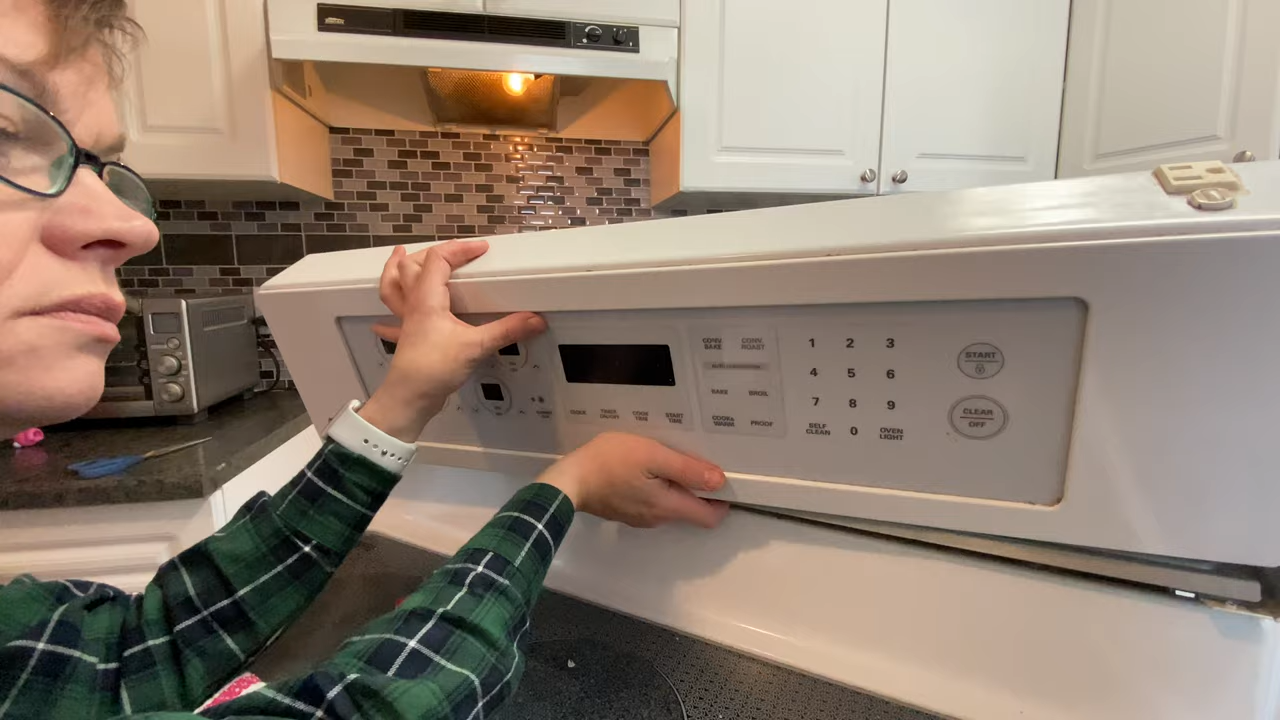 CONV. BAKE
CONV. ROAST
BAKE
BROIL
COOK& WARM
PROOF
CLOCK
TIMER ON/OFF
COOK TIME
START TIME
1 2 3
4 5 6
7 8 9
SELF CLEAN
0
OVEN LIGHT
START
CLEAR
OFF